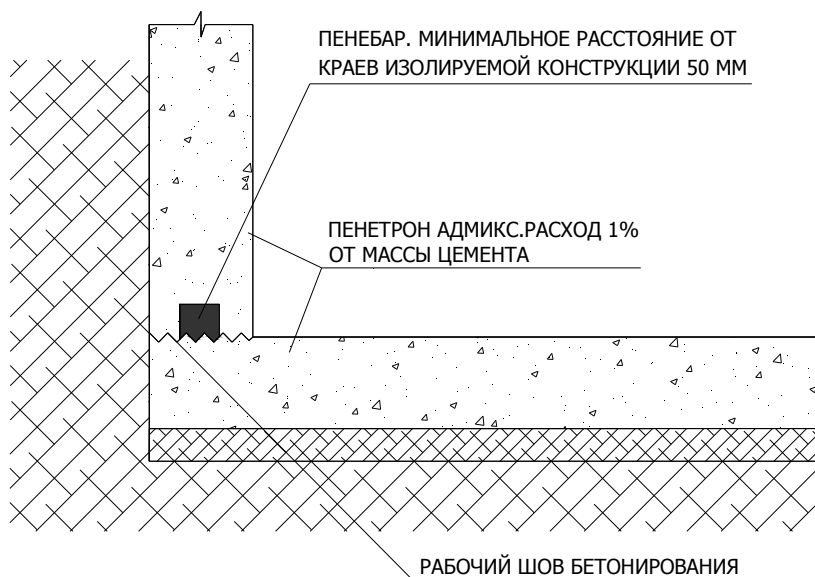 ПЕНЕБАР. МИНИМАЛЬНОЕ РАССТОЯНИЕ ОТ
КРАЕВ ИЗОЛИРУЕМОЙ КОНСТРУКЦИИ 50 ММ
ПЕНЕТРОН АДМИКС.РАСХОД 1%
ОТ МАССЫ ЦЕМЕНТА
РАБОЧИЙ ШОВ БЕТОНИРОВАНИЯ